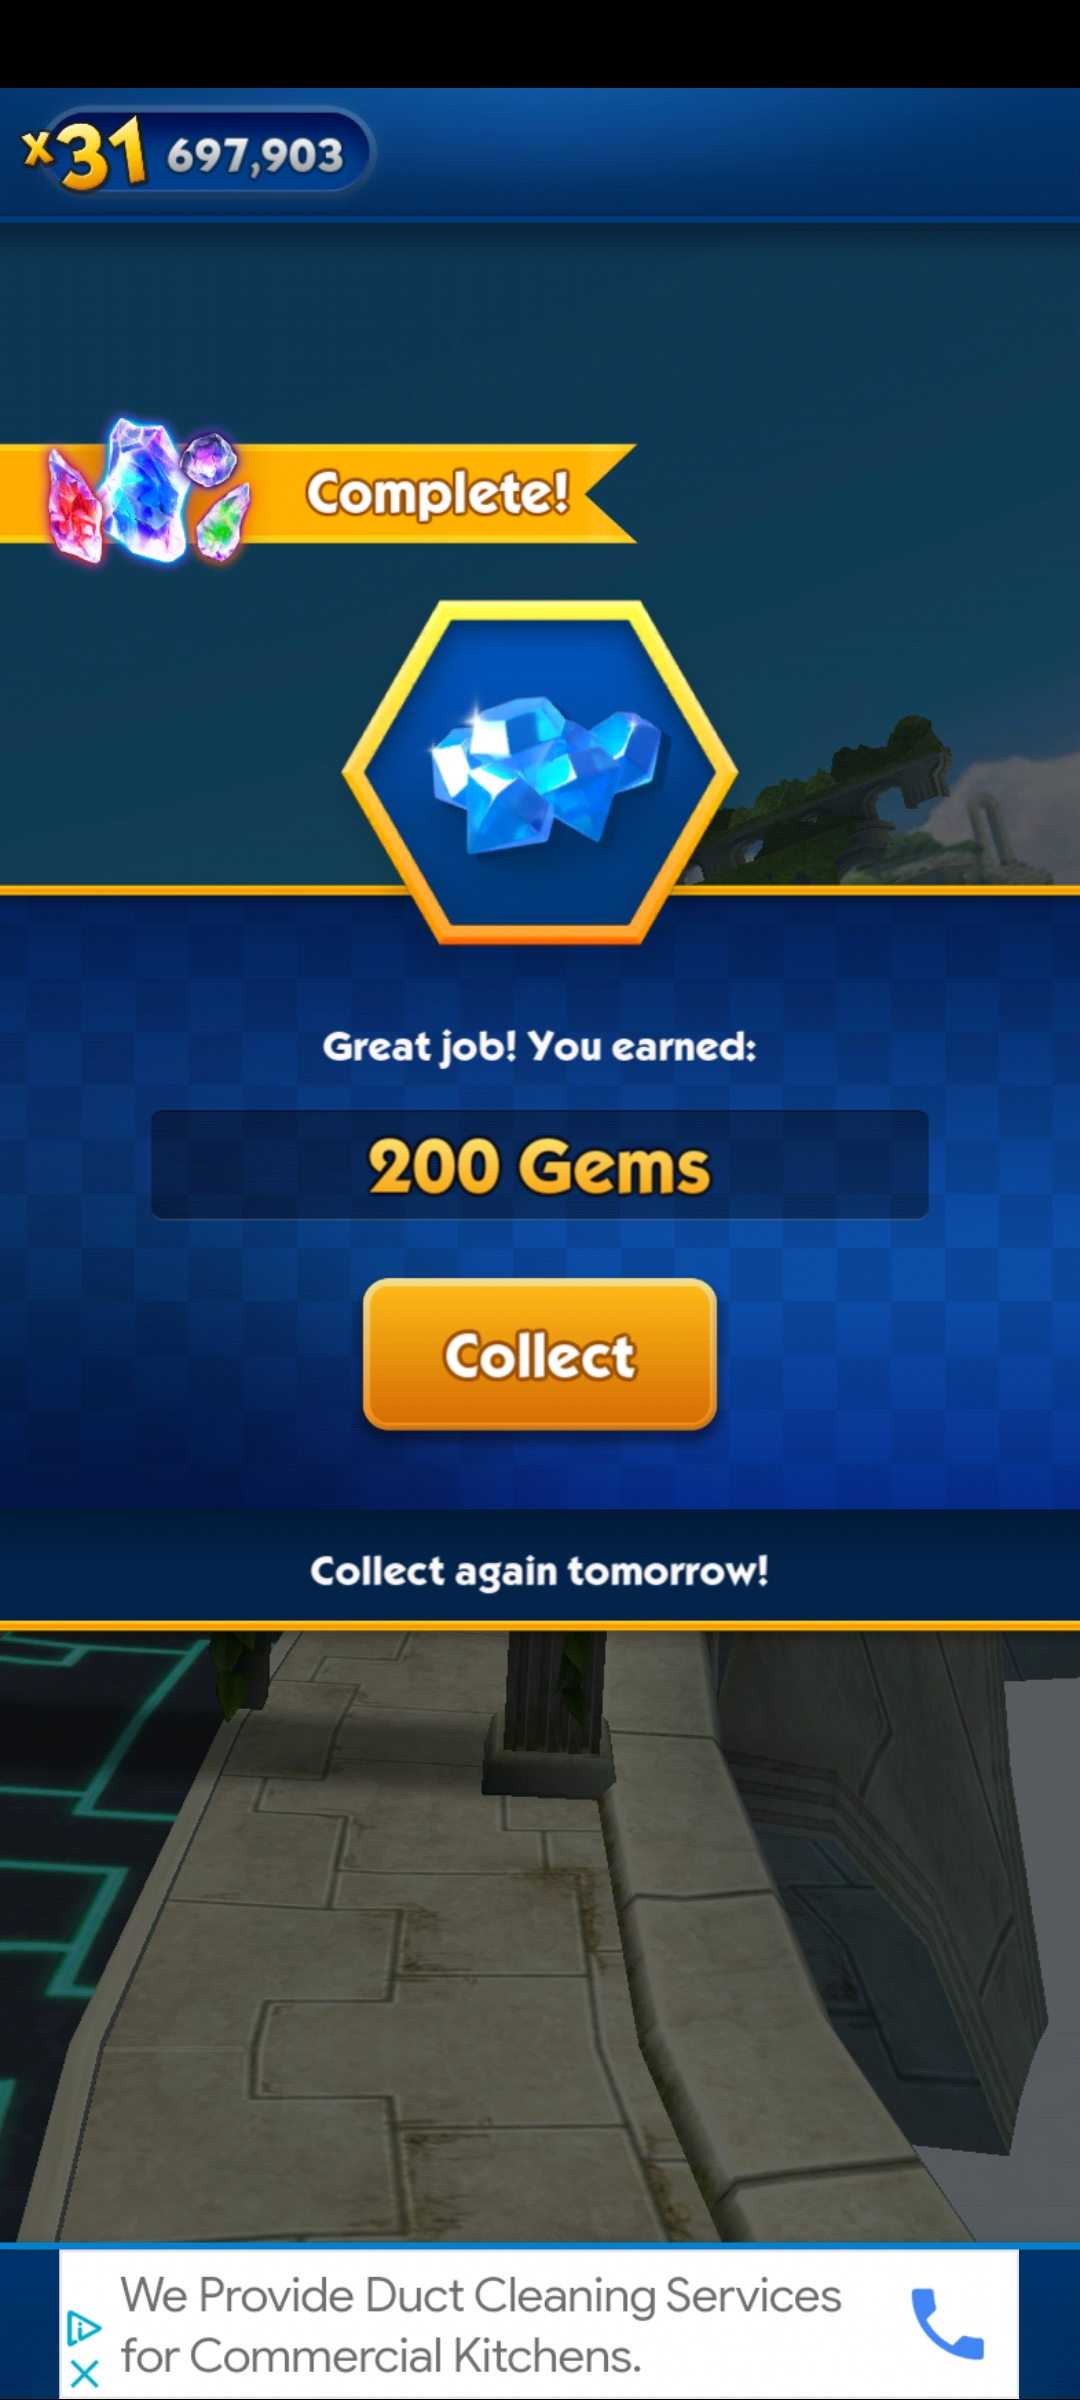 x31 697,903
Complete!
Great job! You earned:
200 Gems
Collect
Collect again tomorrow!
We Provide Duct Cleaning Services
for Commercial Kitchens.